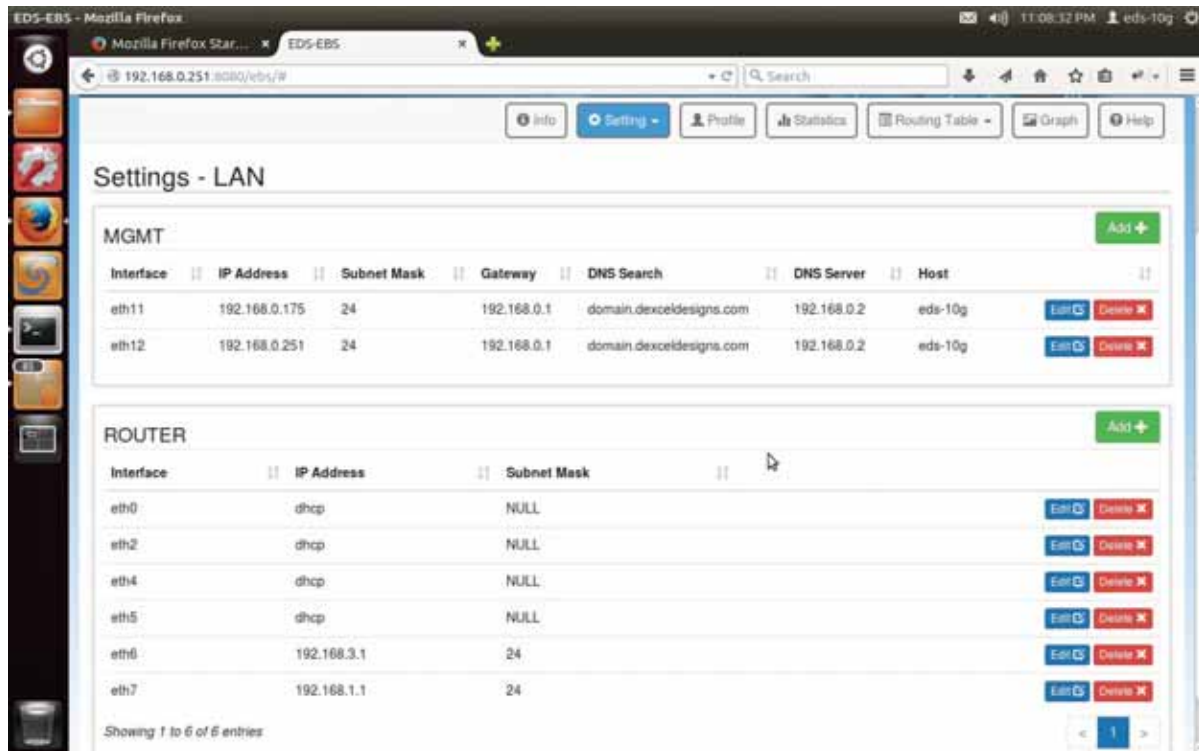 EDS-EBS - Mozilla Firefox
11:08:32 PM eds-10g
Mozilla Firefox Star... × EDS-EBS ×
192.168.0.251:8080/ebs/# Search
Info Setting Profile Statistics Routing Table Graph Help
Settings - LAN
MGMT Add
Interface IP Address Subnet Mask Gateway DNS Search DNS Server Host
eth11 192.168.0.175 24 192.168.0.1 domain.dexceldesigns.com 192.168.0.2 eds-10g Edit Delete
eth12 192.168.0.251 24 192.168.0.1 domain.dexceldesigns.com 192.168.0.2 eds-10g Edit Delete
ROUTER Add
Interface IP Address Subnet Mask
eth0 dhcp NULL Edit Delete
eth2 dhcp NULL Edit Delete
eth4 dhcp NULL Edit Delete
eth5 dhcp NULL Edit Delete
eth6 192.168.3.1 24 Edit Delete
eth7 192.168.1.1 24 Edit Delete
Showing 1 to 6 of 6 entries < 1 >